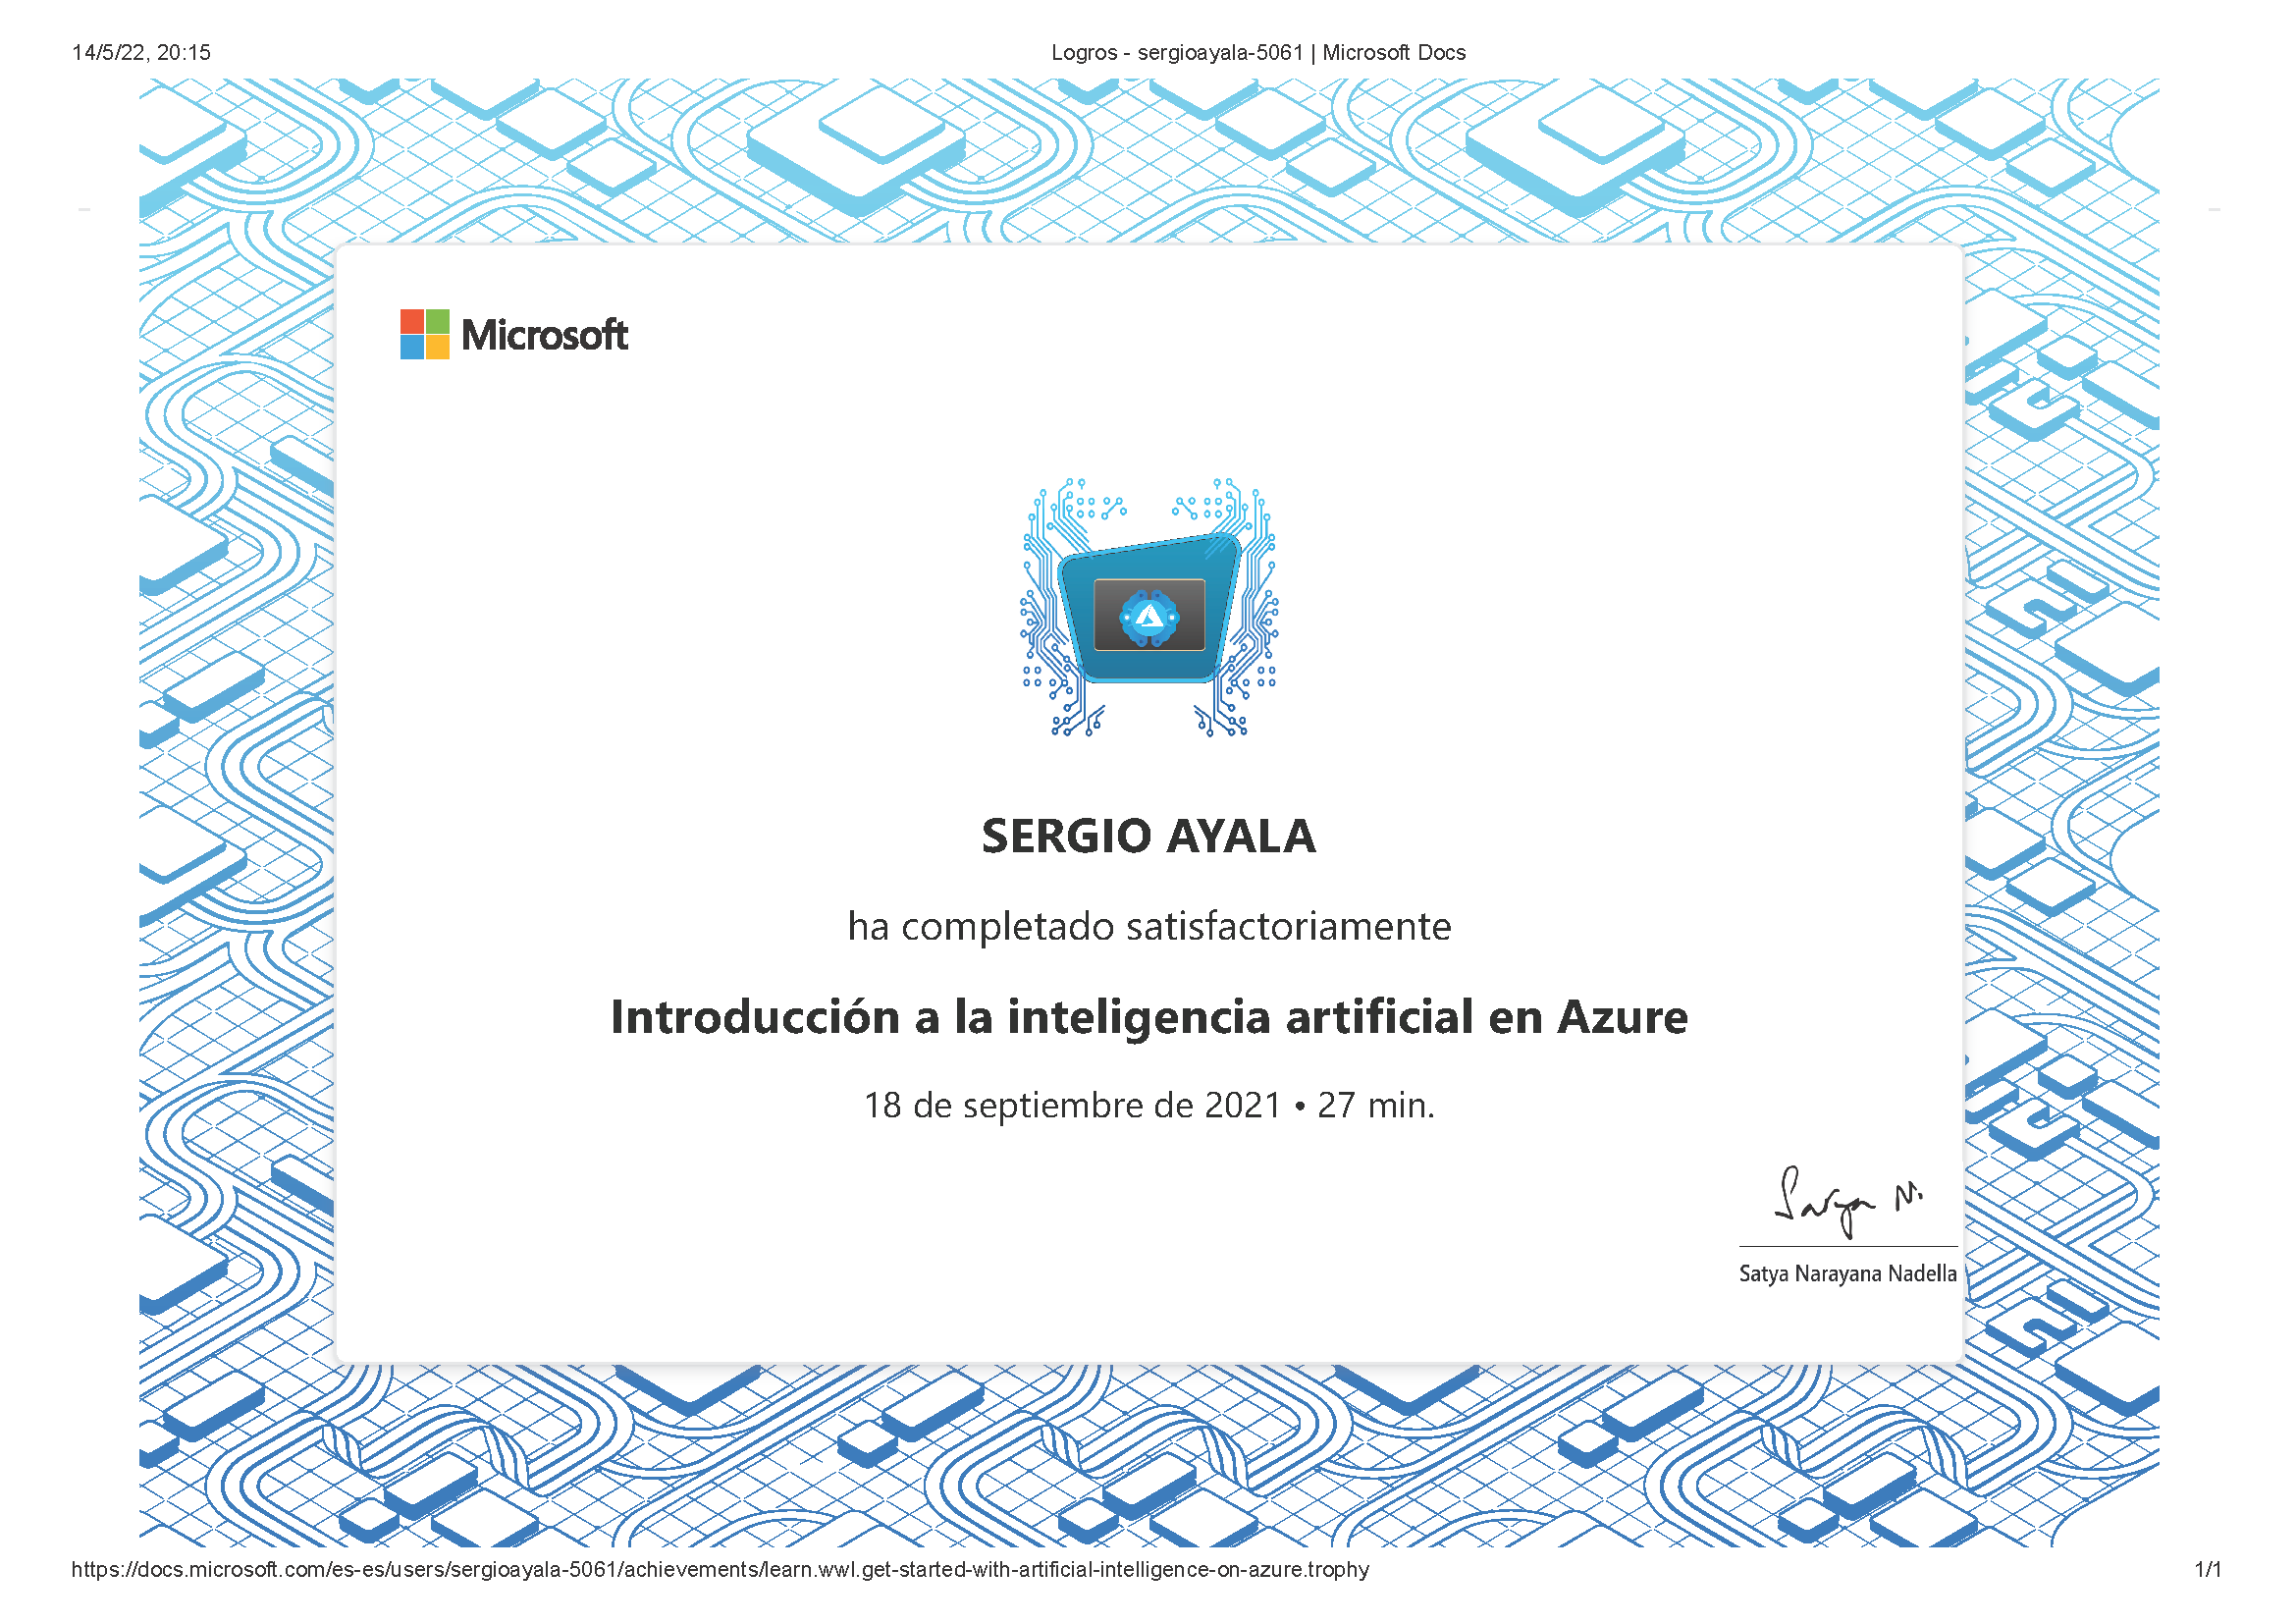 14/5/22, 20:15
Logros - sergioayala-5061 | Microsoft Docs
Microsoft
SERGIO AYALA
ha completado satisfactoriamente
Introducción a la inteligencia artificial en Azure
18 de septiembre de 2021 • 27 min.
Satya N.
Satya Narayana Nadella
https://docs.microsoft.com/es-es/users/sergioayala-5061/achievements/learn.wwl.get-started-with-artificial-intelligence-on-azure.trophy
1/1